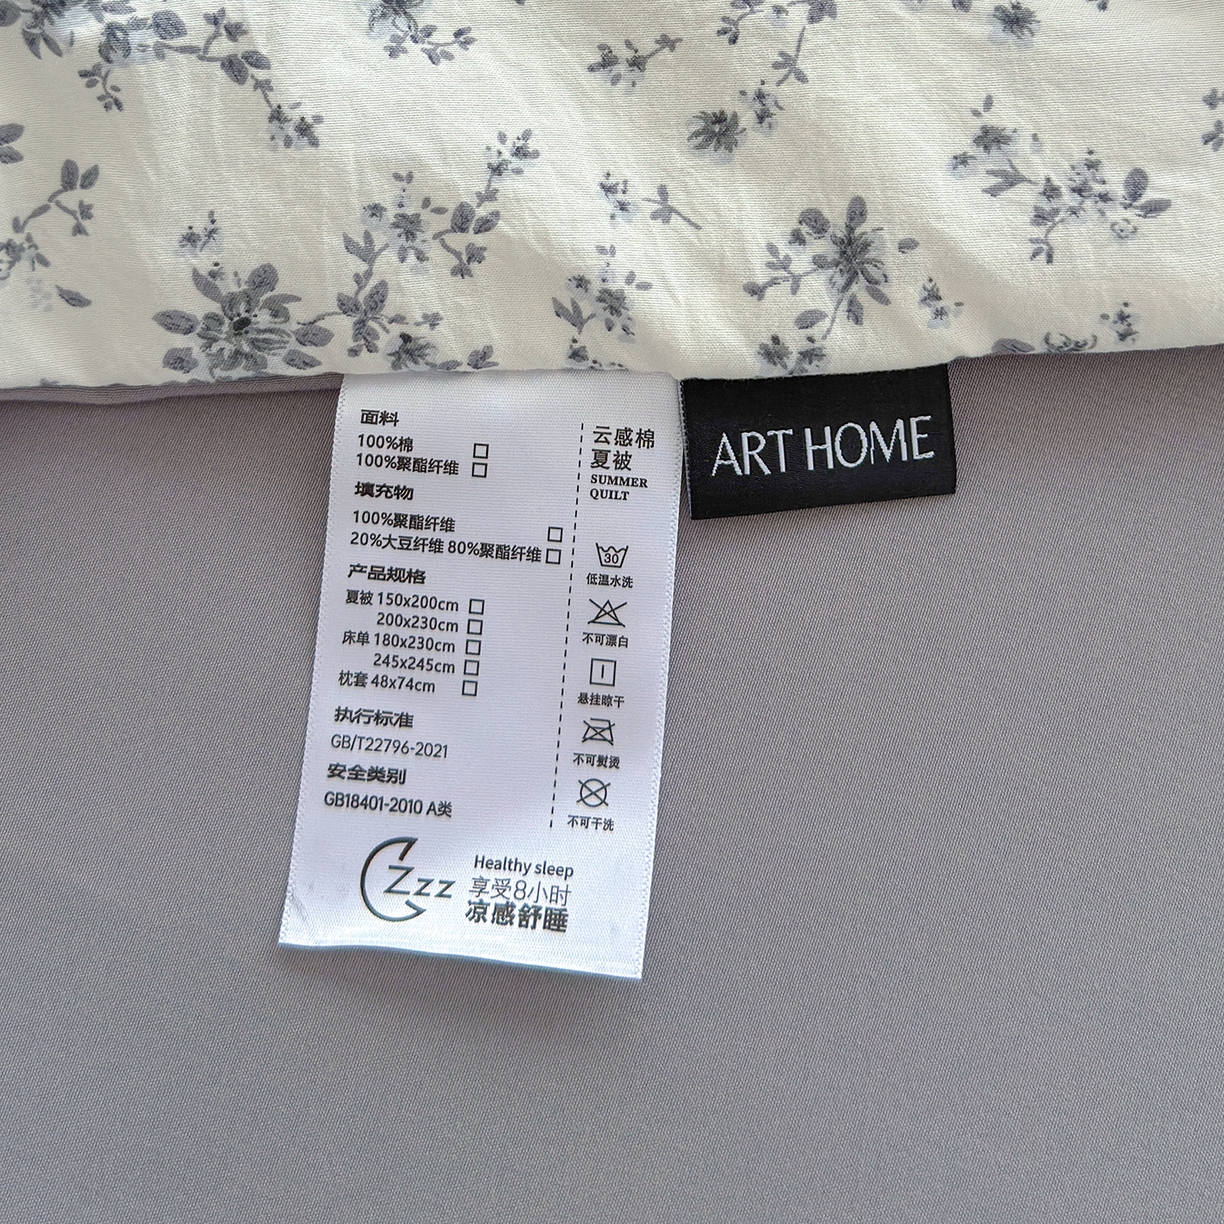 面料
100%棉 □
100%聚酯纤维 □
填充物
100%聚酯纤维 □
20%大豆纤维 80%聚酯纤维 □
产品规格
夏被 150x200cm □
200x230cm □
床单 180x230cm □
245x245cm □
枕套 48x74cm □
执行标准
GB/T22796-2021
安全类别
GB18401-2010 A类
云感棉
夏被
SUMMER
QUILT
30
低温水洗
不可漂白
悬挂晾干
不可熨烫
不可干洗
Zzz
Healthy sleep
享受8小时
凉感舒睡
ART HOME